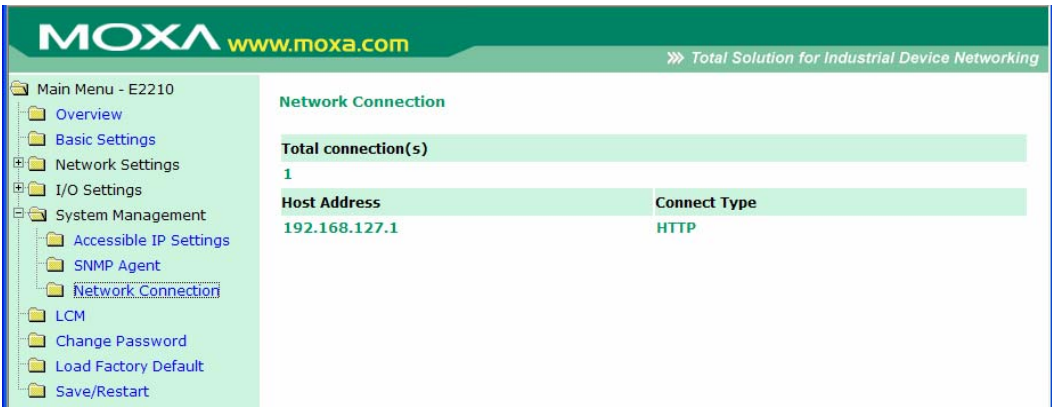 MOXA www.moxa.com
Total Solution for Industrial Device Networking
Main Menu - E2210
Overview
Basic Settings
Network Settings
I/O Settings
System Management
Accessible IP Settings
SNMP Agent
Network Connection
LCM
Change Password
Load Factory Default
Save/Restart
Network Connection
Total connection(s)
1
Host Address Connect Type
192.168.127.1 HTTP